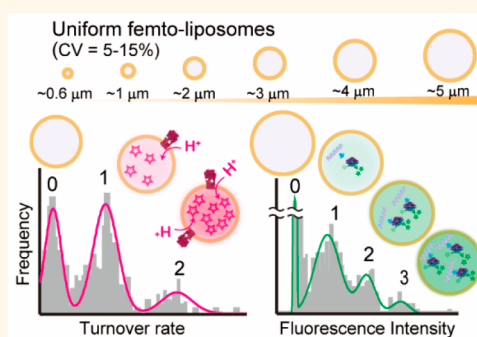 Uniform femto-liposomes
(CV = 5-15%)
~0.6 μm ~1 μm ~2 μm ~3 μm ~4 μm ~5 μm
0 1 2
H⁺
H⁺
+H
Frequency
Turnover rate
0 1 2 3
Fluorescence Intensity